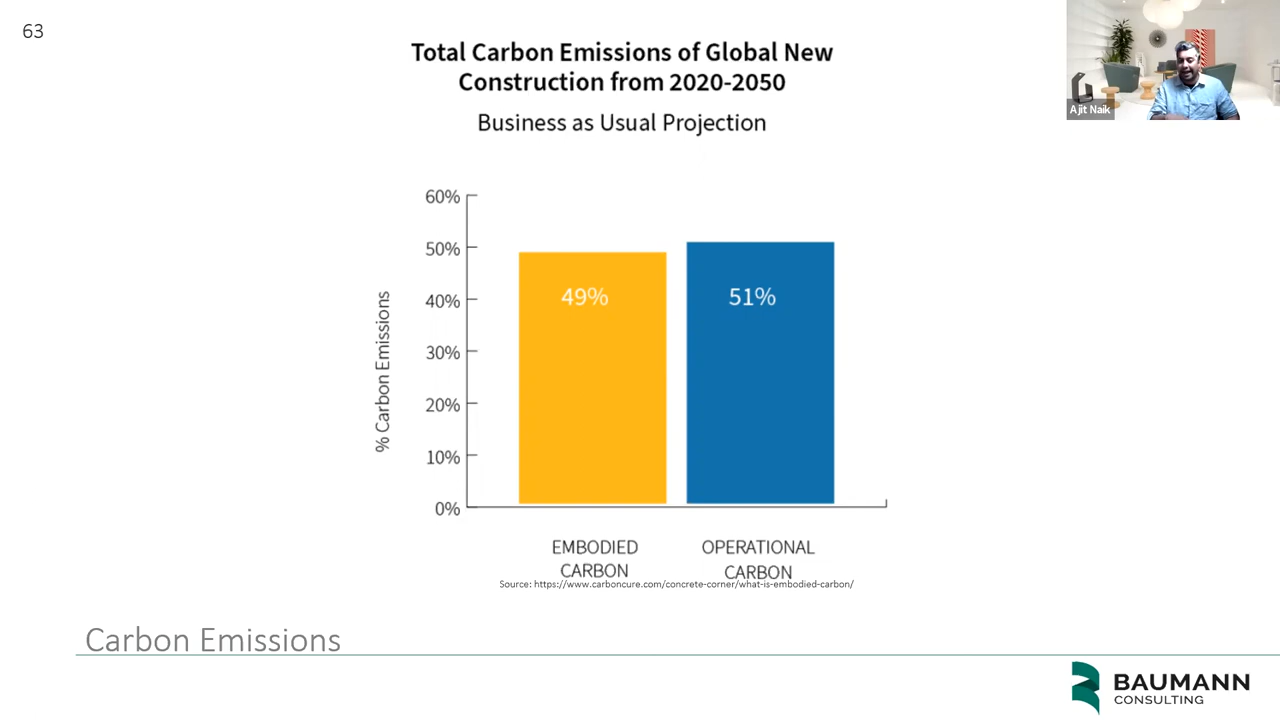 63
Total Carbon Emissions of Global New
Construction from 2020-2050
Business as Usual Projection
Ajit Naik
% Carbon Emissions
60%
50%
40%
30%
20%
10%
0%
49%
51%
EMBODIED
CARBON
OPERATIONAL
CARBON
Source: https://www.carboncure.com/concrete-corner/what-is-embodied-carbon/
Carbon Emissions
BAUMANN
CONSULTING